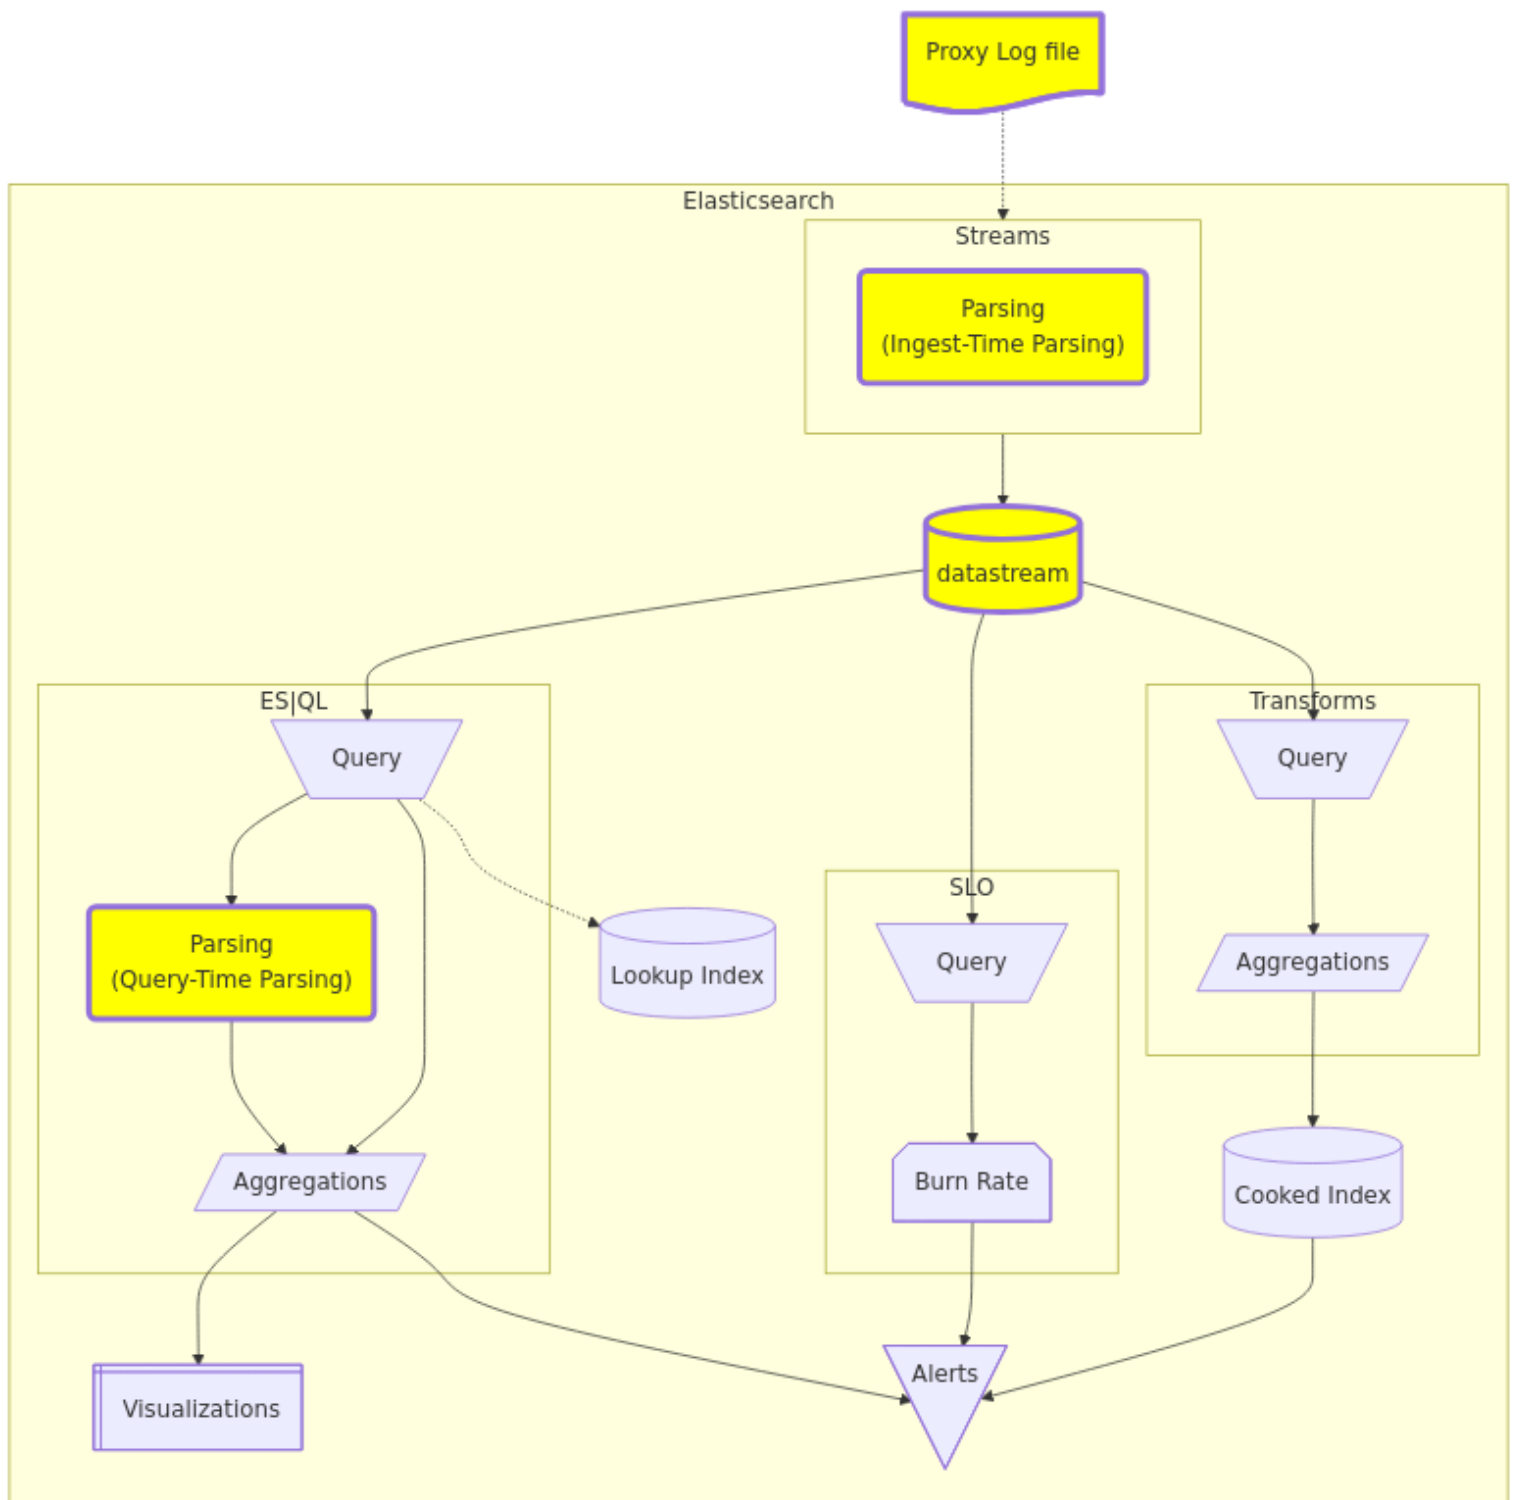 Proxy Log file
Elasticsearch
Streams
Parsing
(Ingest-Time Parsing)
datastream
ES|QL
Query
Parsing
(Query-Time Parsing)
Aggregations
Lookup Index
SLO
Query
Burn Rate
Transforms
Query
Aggregations
Cooked Index
Visualizations
Alerts